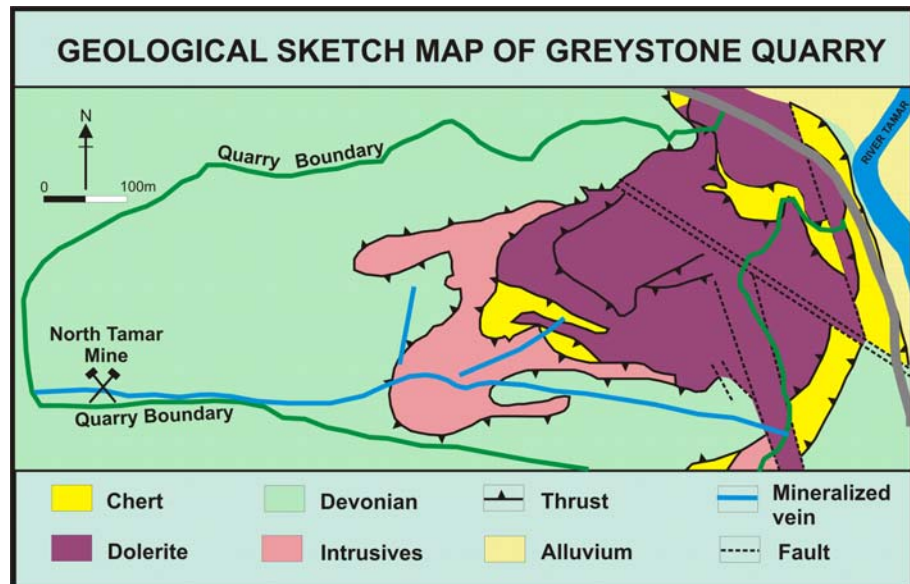 GEOLOGICAL SKETCH MAP OF GREYSTONE QUARRY
N
0 100m
Quarry Boundary
RIVER TAMAR
North Tamar
Mine
Quarry Boundary
Chert
Devonian
Thrust
Mineralized
vein
Dolerite
Intrusives
Alluvium
Fault